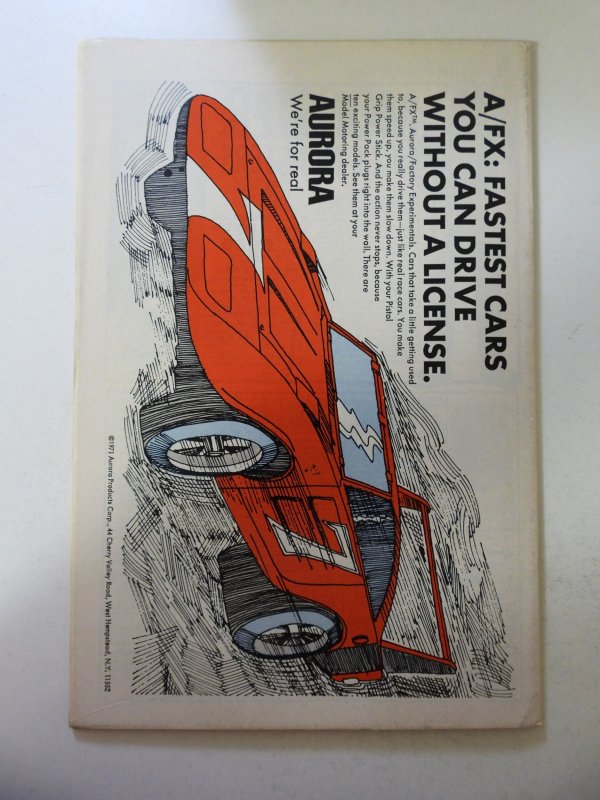 A/FX: FASTEST CARS
YOU CAN DRIVE
WITHOUT A LICENSE.
A/FX™. Aurora/Factory Experimentals. Cars that take a little getting used
to, because you really drive them—just like real race cars. You make
them speed up, you make them slow down. With your Pistol
Grip Power Stick. And the action never stops, because
your Power Pack plugs right into the wall. There are
ten exciting models. See them at your
Model Motoring dealer.
AURORA
We're for real
7
7
©1971 Aurora Products Corp., 44 Cherry Valley Road, West Hempstead, N.Y. 11552